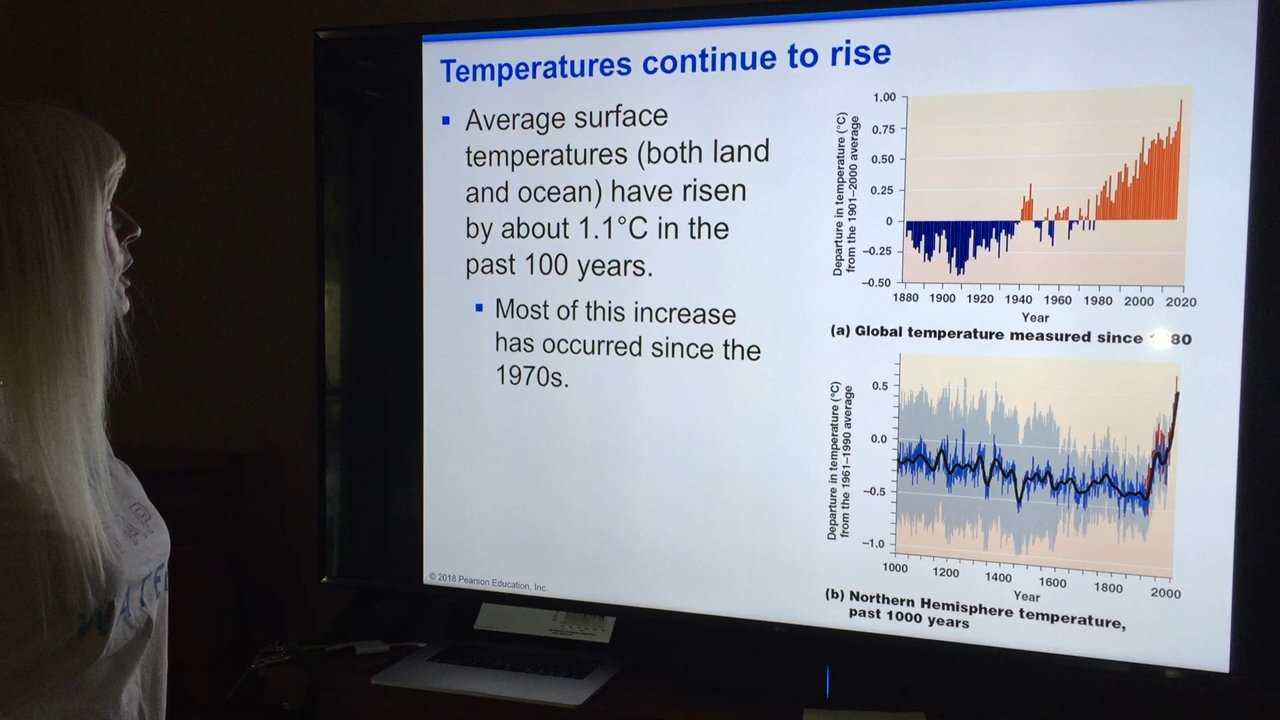 Temperatures continue to rise
Average surface
temperatures (both land
and ocean) have risen
by about 1.1°C in the
past 100 years.
Most of this increase
has occurred since the
1970s.
© 2018 Pearson Education, Inc.
Departure in temperature (°C)
from the 1901–2000 average
1.00
0.75
0.50
0.25
0
–0.25
–0.50
1880 1900 1920 1940 1960 1980 2000 2020
Year
(a) Global temperature measured since 80
Departure in temperature (°C)
from the 1961–1990 average
0.5
0.0
–0.5
–1.0
1000 1200 1400 1600 1800 2000
Year
(b) Northern Hemisphere temperature,
past 1000 years